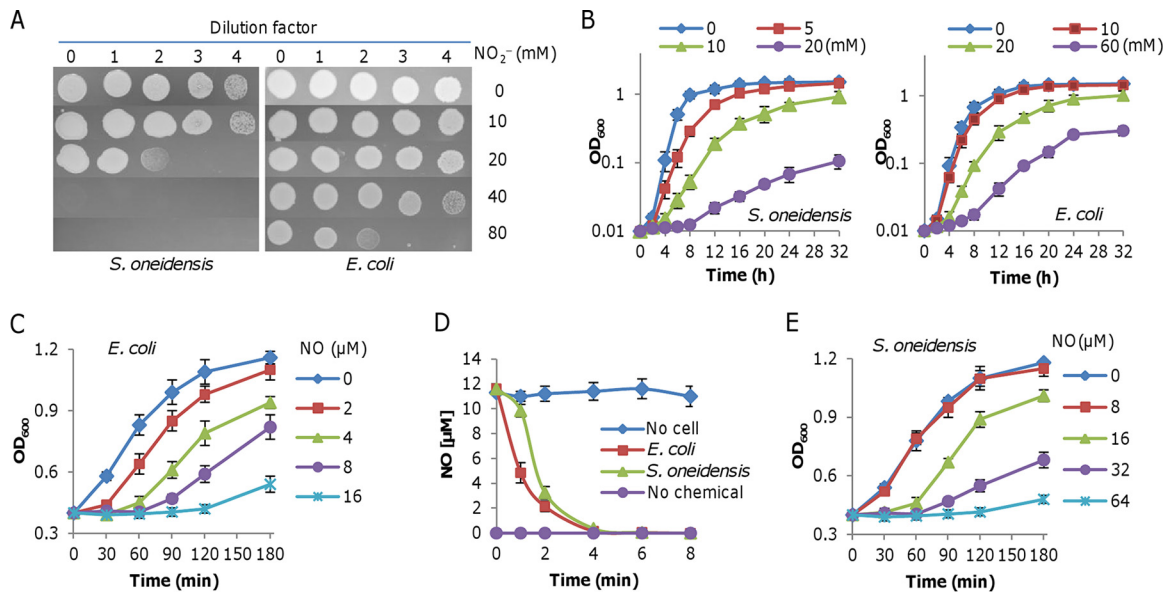 A
Dilution factor
NO2⁻ (mM)
0 1 2 3 4 0 1 2 3 4
0
10
20
40
80
S. oneidensis E. coli
B
0 5
10 20 (mM)
OD600
1
0.1
0.01
S. oneidensis
0 4 8 12 16 20 24 28 32
Time (h)
0 10
20 60 (mM)
OD600
1
0.1
0.01
E. coli
0 4 8 12 16 20 24 28 32
Time (h)
C
E. coli
NO (µM)
0
2
4
8
16
OD600
1.2
0.9
0.6
0.3
0 30 60 90 120 150 180
Time (min)
D
NO [µM]
14
12
10
8
6
4
2
0
No cell
E. coli
S. oneidensis
No chemical
0 2 4 6 8
Time (min)
E
S. oneidensis
NO (µM)
0
8
16
32
64
OD600
1.2
0.9
0.6
0.3
0 30 60 90 120 150 180
Time (min)